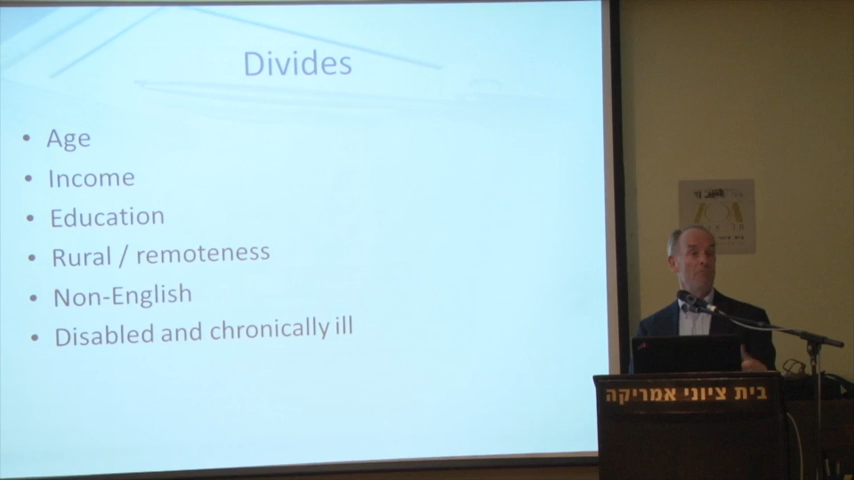 Divides
• Age
• Income
• Education
• Rural / remoteness
• Non-English
• Disabled and chronically ill
בית ציוני אמריקה